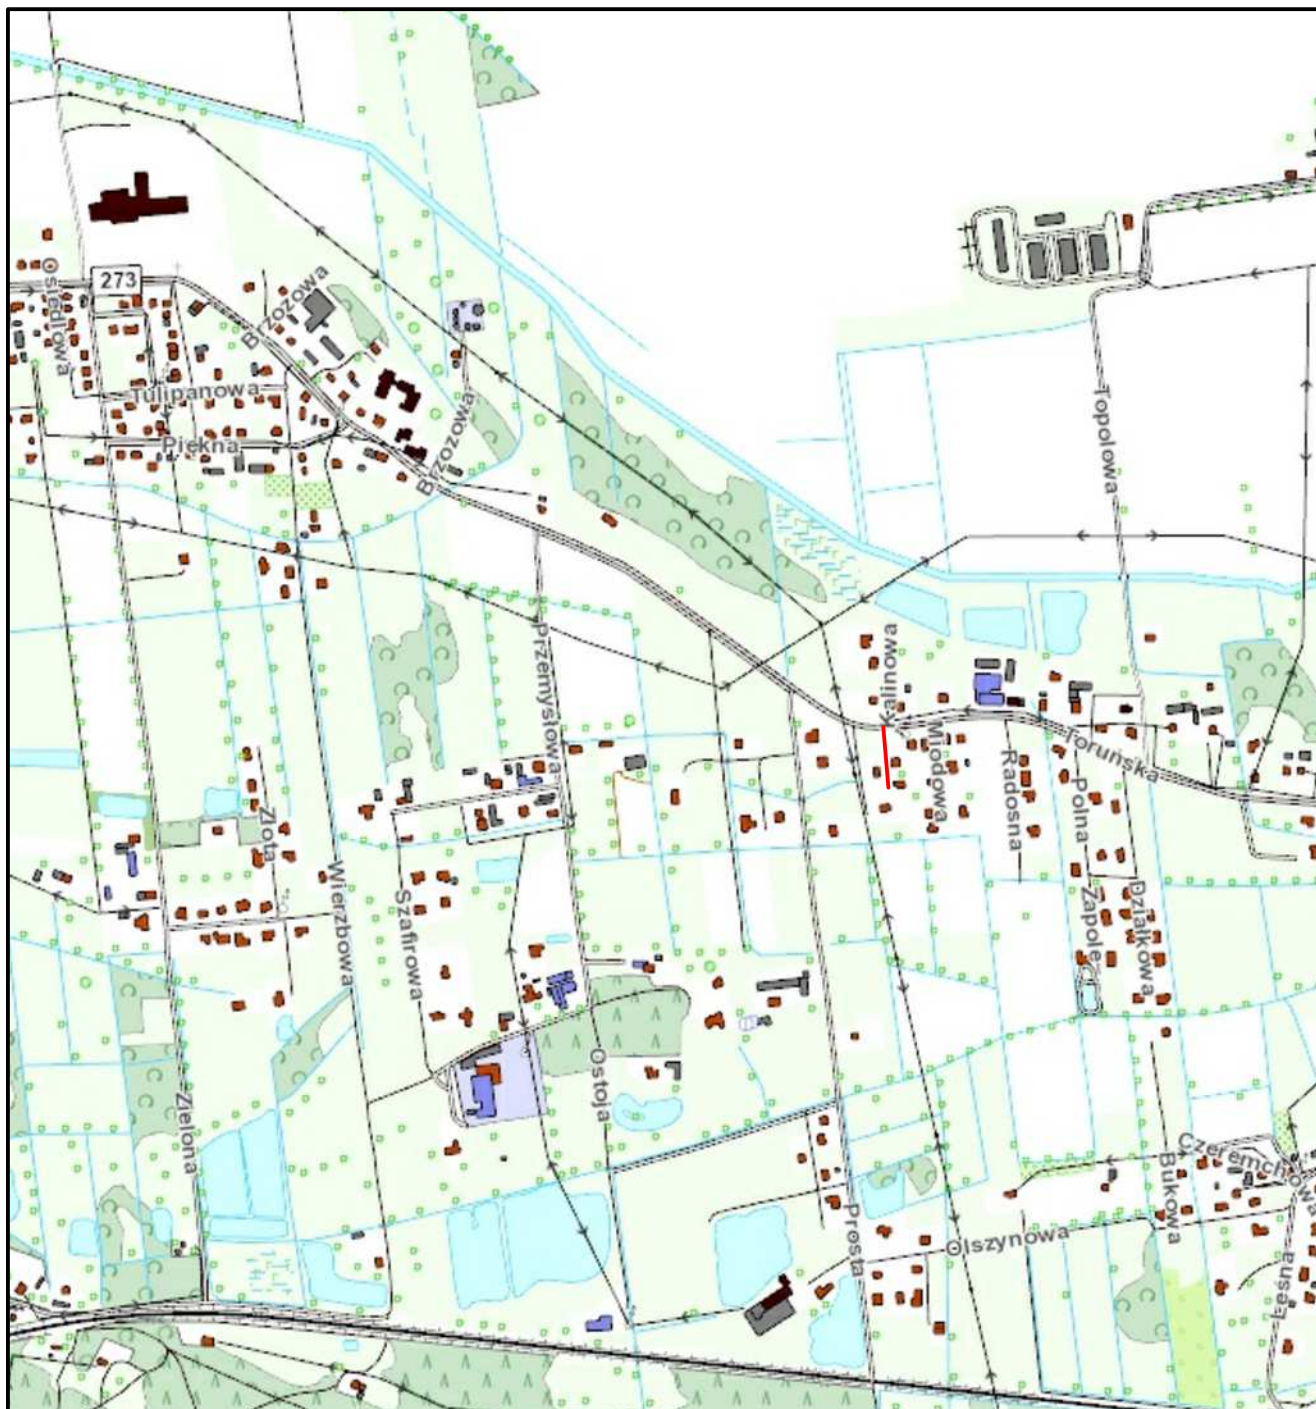 273
Brzozowa
Osiedlowa
Tulipanowa
Brzozowa
Piękna
Topolowa
Przemysłowa
Kalinowa
Miodowa
Toruńska
Radosna
Polna
Złota
Wierzbowa
Szafirowa
Zapole
Działkowa
Ostoja
Zielona
Czeremchowa
Bukowa
Prosta
Olszynowa
Leśna